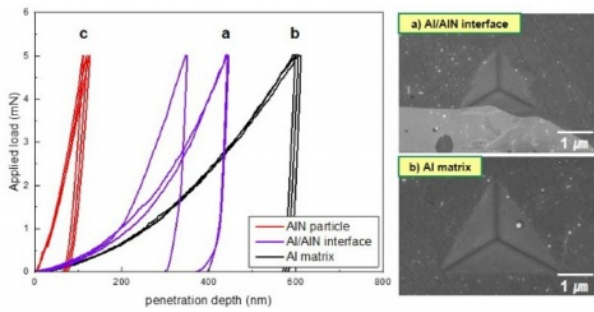 c
a
b
Applied load (mN)
6
5
4
3
2
1
0
0
200
400
600
800
penetration depth (nm)
AlN particle
Al/AlN interface
Al matrix
a) Al/AlN interface
1 μm
b) Al matrix
1 μm